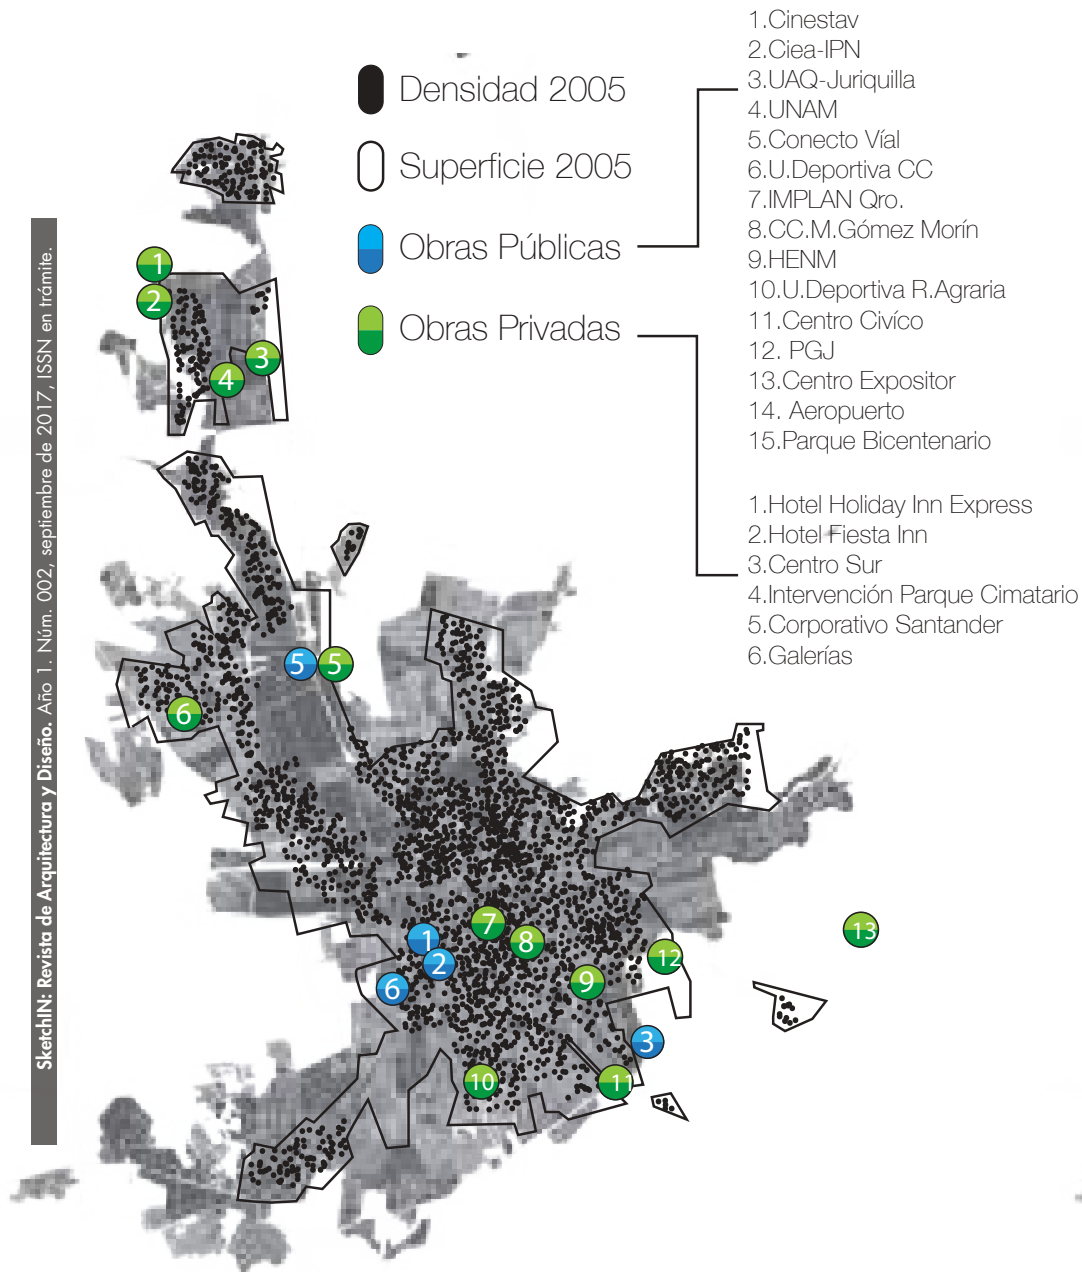 Densidad 2005
Superficie 2005
Obras Públicas
Obras Privadas
1.Cinestav
2.Ciea-IPN
3.UAQ-Juriquilla
4.UNAM
5.Conecto Víal
6.U.Deportiva CC
7.IMPLAN Qro.
8.CC.M.Gómez Morín
9.HENM
10.U.Deportiva R.Agraria
11.Centro Civíco
12. PGJ
13.Centro Expositor
14. Aeropuerto
15.Parque Bicentenario
1.Hotel Holiday Inn Express
2.Hotel Fiesta Inn
3.Centro Sur
4.Intervención Parque Cimatario
5.Corporativo Santander
6.Galerías
SketchIN: Revista de Arquitectura y Diseño. Año 1. Núm. 002, septiembre de 2017, ISSN en trámite.
1
2
3
4
5
5
6
7
8
1
2
6
9
12
13
3
10
11